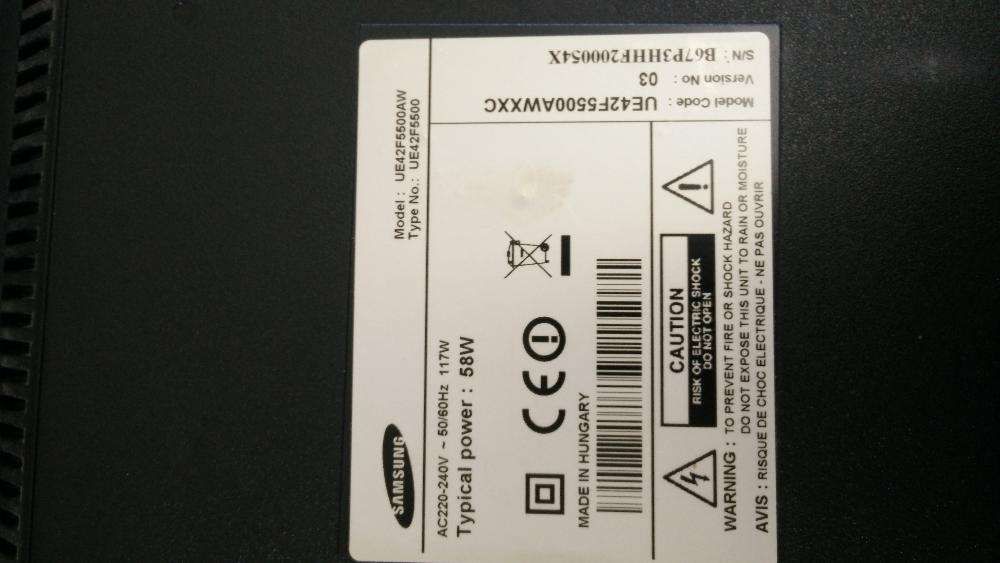 SAMSUNG
Model : UE42F5500AW
Type No.: UE42F5500
AC220-240V ~ 50/60Hz 117W
Typical power : 58W
MADE IN HUNGARY
CAUTION
RISK OF ELECTRIC SHOCK
DO NOT OPEN
WARNING : TO PREVENT FIRE OR SHOCK HAZARD
DO NOT EXPOSE THIS UNIT TO RAIN OR MOISTURE
AVIS : RISQUE DE CHOC ELECTRIQUE - NE PAS OUVRIR
Model Code : UE42F5500AWXXC
Version No : 03
S/N : B67P3HHF200054X